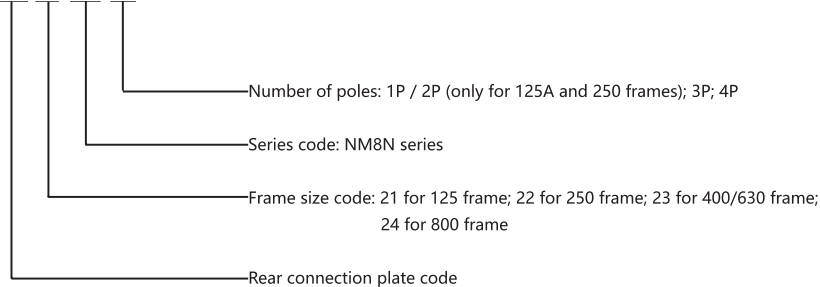 Number of poles: 1P / 2P (only for 125A and 250 frames); 3P; 4P
Series code: NM8N series
Frame size code: 21 for 125 frame; 22 for 250 frame; 23 for 400/630 frame;
24 for 800 frame
Rear connection plate code